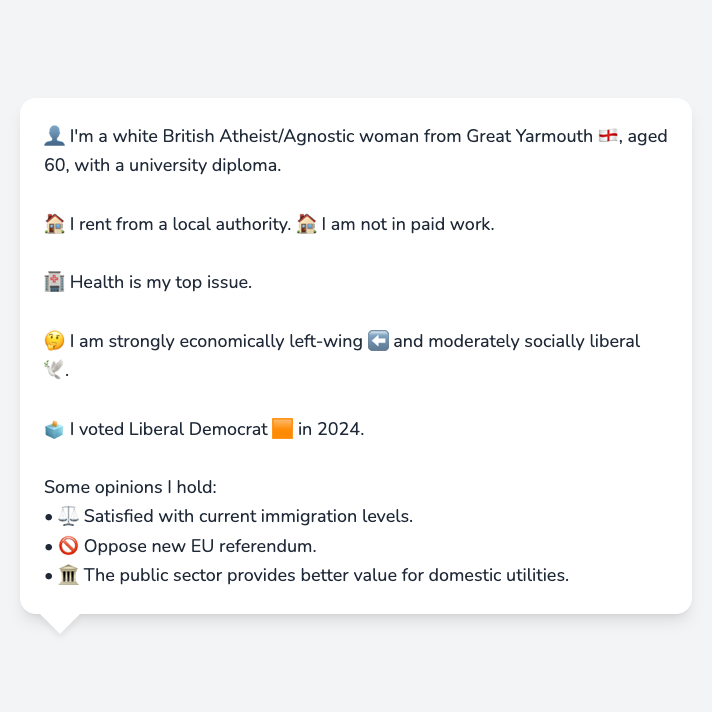 👤 I'm a white British Atheist/Agnostic woman from Great Yarmouth 🏴󠁧󠁢󠁥󠁮󠁧󠁿, aged
60, with a university diploma.
🏠 I rent from a local authority. 🏠 I am not in paid work.
🏥 Health is my top issue.
🤔 I am strongly economically left-wing ⬅️ and moderately socially liberal
🕊️.
🗳️ I voted Liberal Democrat 🟧 in 2024.
Some opinions I hold:
• ⚖️ Satisfied with current immigration levels.
• 🚫 Oppose new EU referendum.
• 🏛️ The public sector provides better value for domestic utilities.